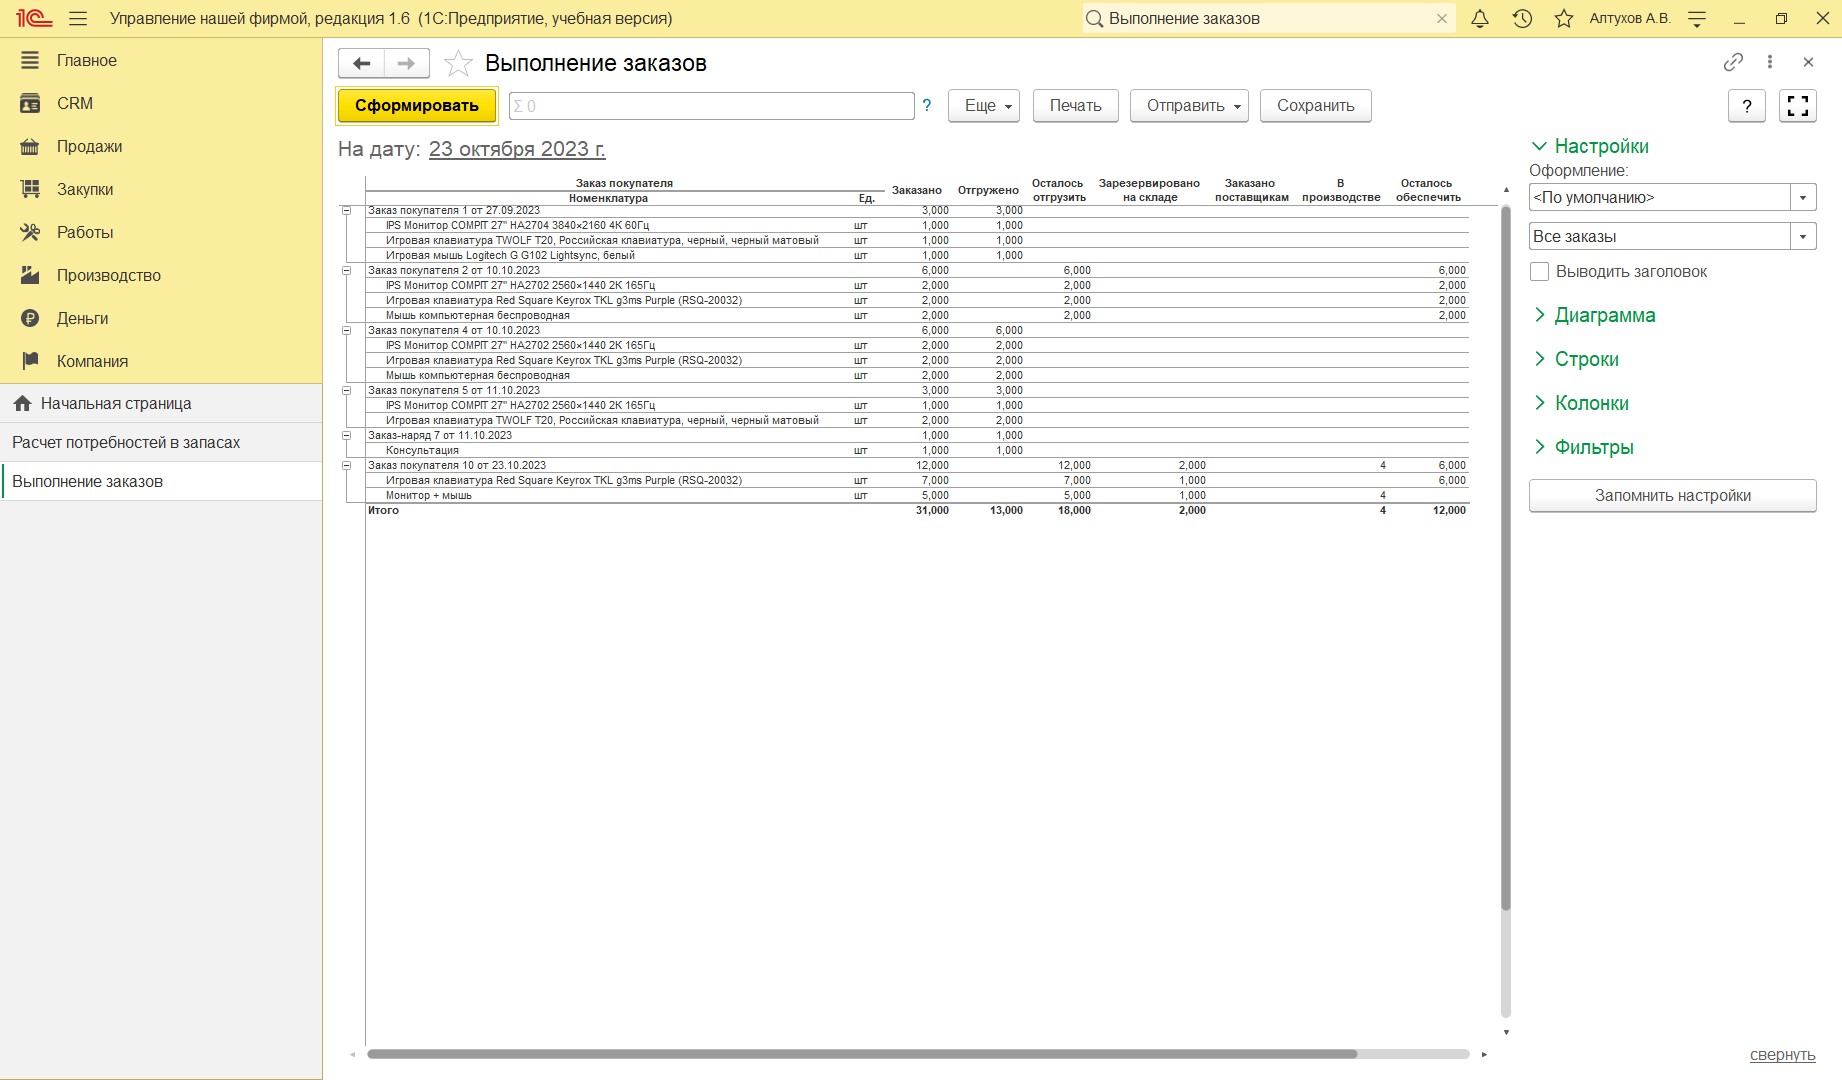 1С Управление нашей фирмой, редакция 1.6 (1С:Предприятие, учебная версия) Выполнение заказов Алтухов А.В.
Главное
CRM
Продажи
Закупки
Работы
Производство
Деньги
Компания
Начальная страница
Расчет потребностей в запасах
Выполнение заказов
Выполнение заказов
Сформировать Σ 0 ? Еще Печать Отправить Сохранить ?
На дату: 23 октября 2023 г.
Заказ покупателя Заказано Отгружено Осталось отгрузить Зарезервировано на складе Заказано поставщикам В производстве Осталось обеспечить
Номенклатура Ед.
Заказ покупателя 1 от 27.09.2023 3,000 3,000
IPS Монитор COMPIT 27" HA2704 3840×2160 4K 60Гц шт 1,000 1,000
Игровая клавиатура TWOLF T20, Российская клавиатура, черный, черный матовый шт 1,000 1,000
Игровая мышь Logitech G G102 Lightsync, белый шт 1,000 1,000
Заказ покупателя 2 от 10.10.2023 6,000 6,000 6,000
IPS Монитор COMPIT 27" HA2702 2560×1440 2K 165Гц шт 2,000 2,000 2,000
Игровая клавиатура Red Square Keyrox TKL g3ms Purple (RSQ-20032) шт 2,000 2,000 2,000
Мышь компьютерная беспроводная шт 2,000 2,000 2,000
Заказ покупателя 4 от 10.10.2023 6,000 6,000
IPS Монитор COMPIT 27" HA2702 2560×1440 2K 165Гц шт 2,000 2,000
Игровая клавиатура Red Square Keyrox TKL g3ms Purple (RSQ-20032) шт 2,000 2,000
Мышь компьютерная беспроводная шт 2,000 2,000
Заказ покупателя 5 от 11.10.2023 3,000 3,000
IPS Монитор COMPIT 27" HA2702 2560×1440 2K 165Гц шт 1,000 1,000
Игровая клавиатура TWOLF T20, Российская клавиатура, черный, черный матовый шт 2,000 2,000
Заказ-наряд 7 от 11.10.2023 1,000 1,000
Консультация шт 1,000 1,000
Заказ покупателя 10 от 23.10.2023 12,000 12,000 2,000 4 6,000
Игровая клавиатура Red Square Keyrox TKL g3ms Purple (RSQ-20032) шт 7,000 7,000 1,000 6,000
Монитор + мышь шт 5,000 5,000 1,000 4
Итого 31,000 13,000 18,000 2,000 4 12,000
Настройки
Оформление:
<По умолчанию>
Все заказы
Выводить заголовок
Диаграмма
Строки
Колонки
Фильтры
Запомнить настройки
свернуть